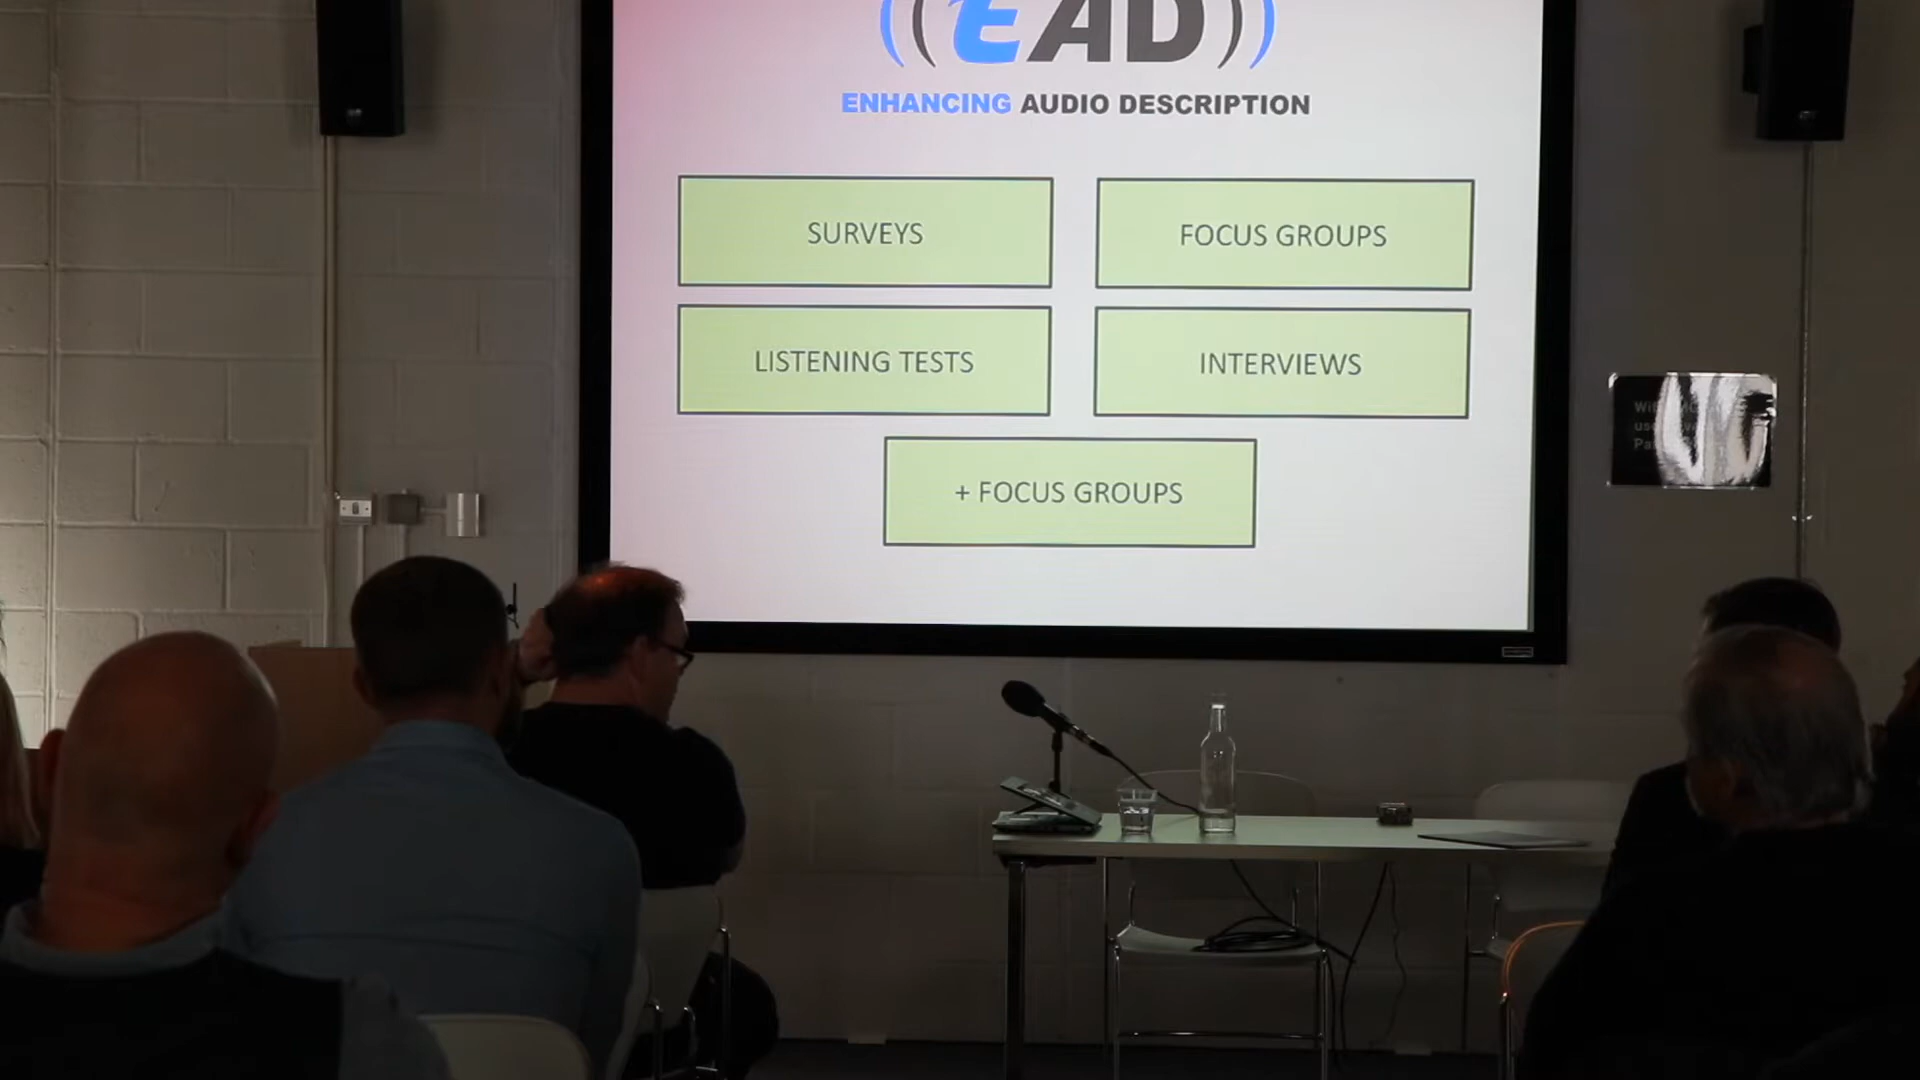 EAD
ENHANCING AUDIO DESCRIPTION
SURVEYS
FOCUS GROUPS
LISTENING TESTS
INTERVIEWS
+ FOCUS GROUPS